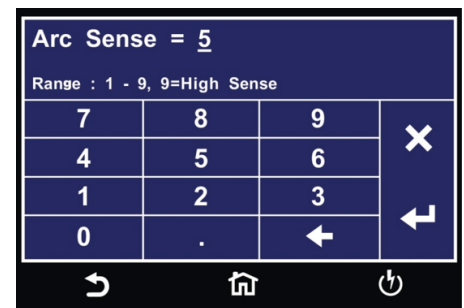 Arc Sense = 5
Range : 1 - 9, 9=High Sense
7 8 9
4 5 6
1 2 3
0 .